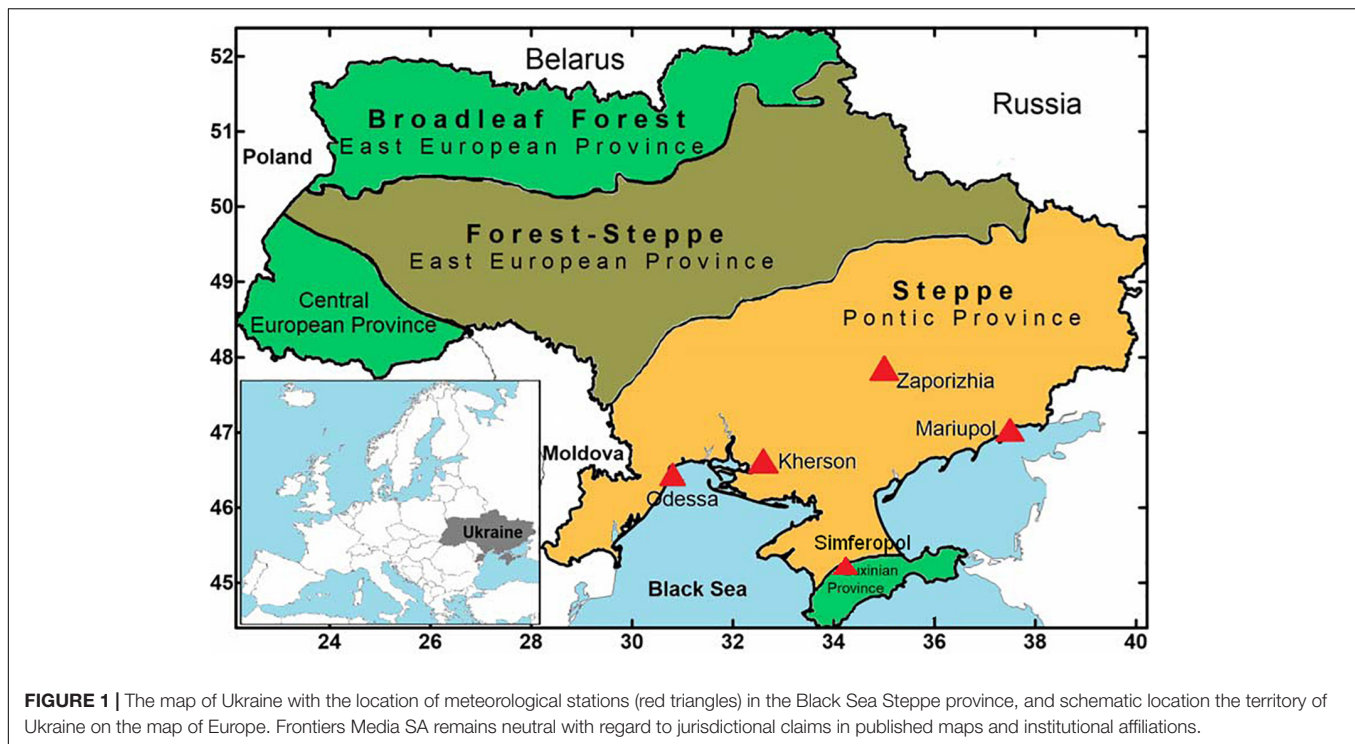 52
51
50
49
48
47
46
45
Belarus
Russia
Broadleaf Forest
East European Province
Poland
Forest-Steppe
East European Province
Central
European Province
Steppe
Pontic Province
Zaporizhia
Mariupol
Moldova
Kherson
Odessa
Simferopol
uxinian
Province
Black Sea
Ukraine
24 26 28 30 32 34 36 38 40
FIGURE 1 | The map of Ukraine with the location of meteorological stations (red triangles) in the Black Sea Steppe province, and schematic location the territory of
Ukraine on the map of Europe. Frontiers Media SA remains neutral with regard to jurisdictional claims in published maps and institutional affiliations.